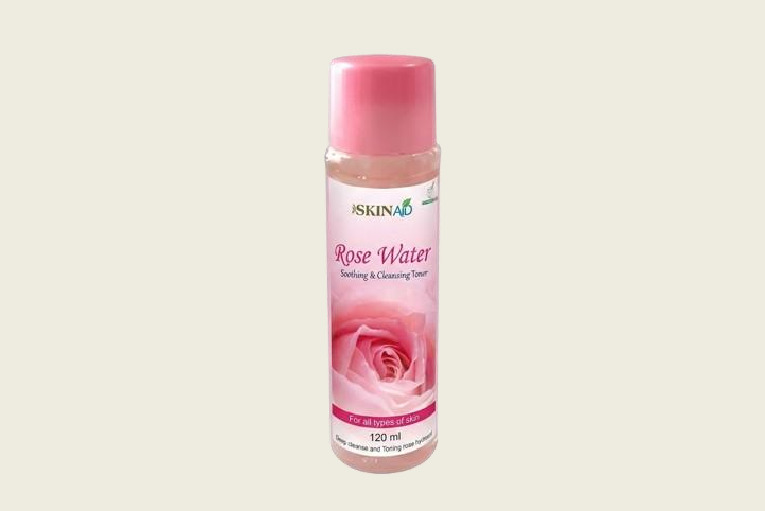 SKINAID
Rose Water
Soothing & Cleansing Toner
For all types of skin
120 ml
Deep cleanse and Toning rose hydrosol